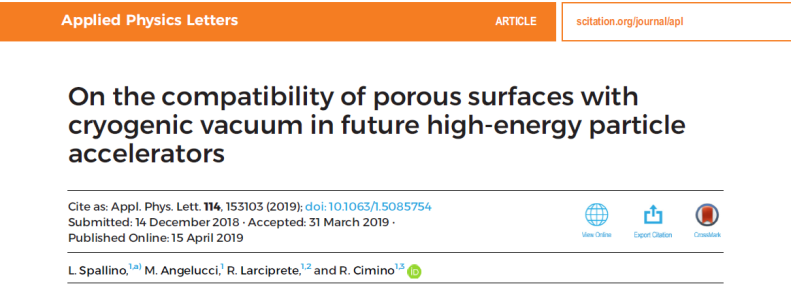 Applied Physics Letters ARTICLE scitation.org/journal/apl
On the compatibility of porous surfaces with
cryogenic vacuum in future high-energy particle
accelerators
Cite as: Appl. Phys. Lett. 114, 153103 (2019); doi: 10.1063/1.5085754
Submitted: 14 December 2018 · Accepted: 31 March 2019 ·
Published Online: 15 April 2019
View Online Export Citation CrossMark
L. Spallino,1,a) M. Angelucci,1 R. Larciprete,1,2 and R. Cimino1,3 iD